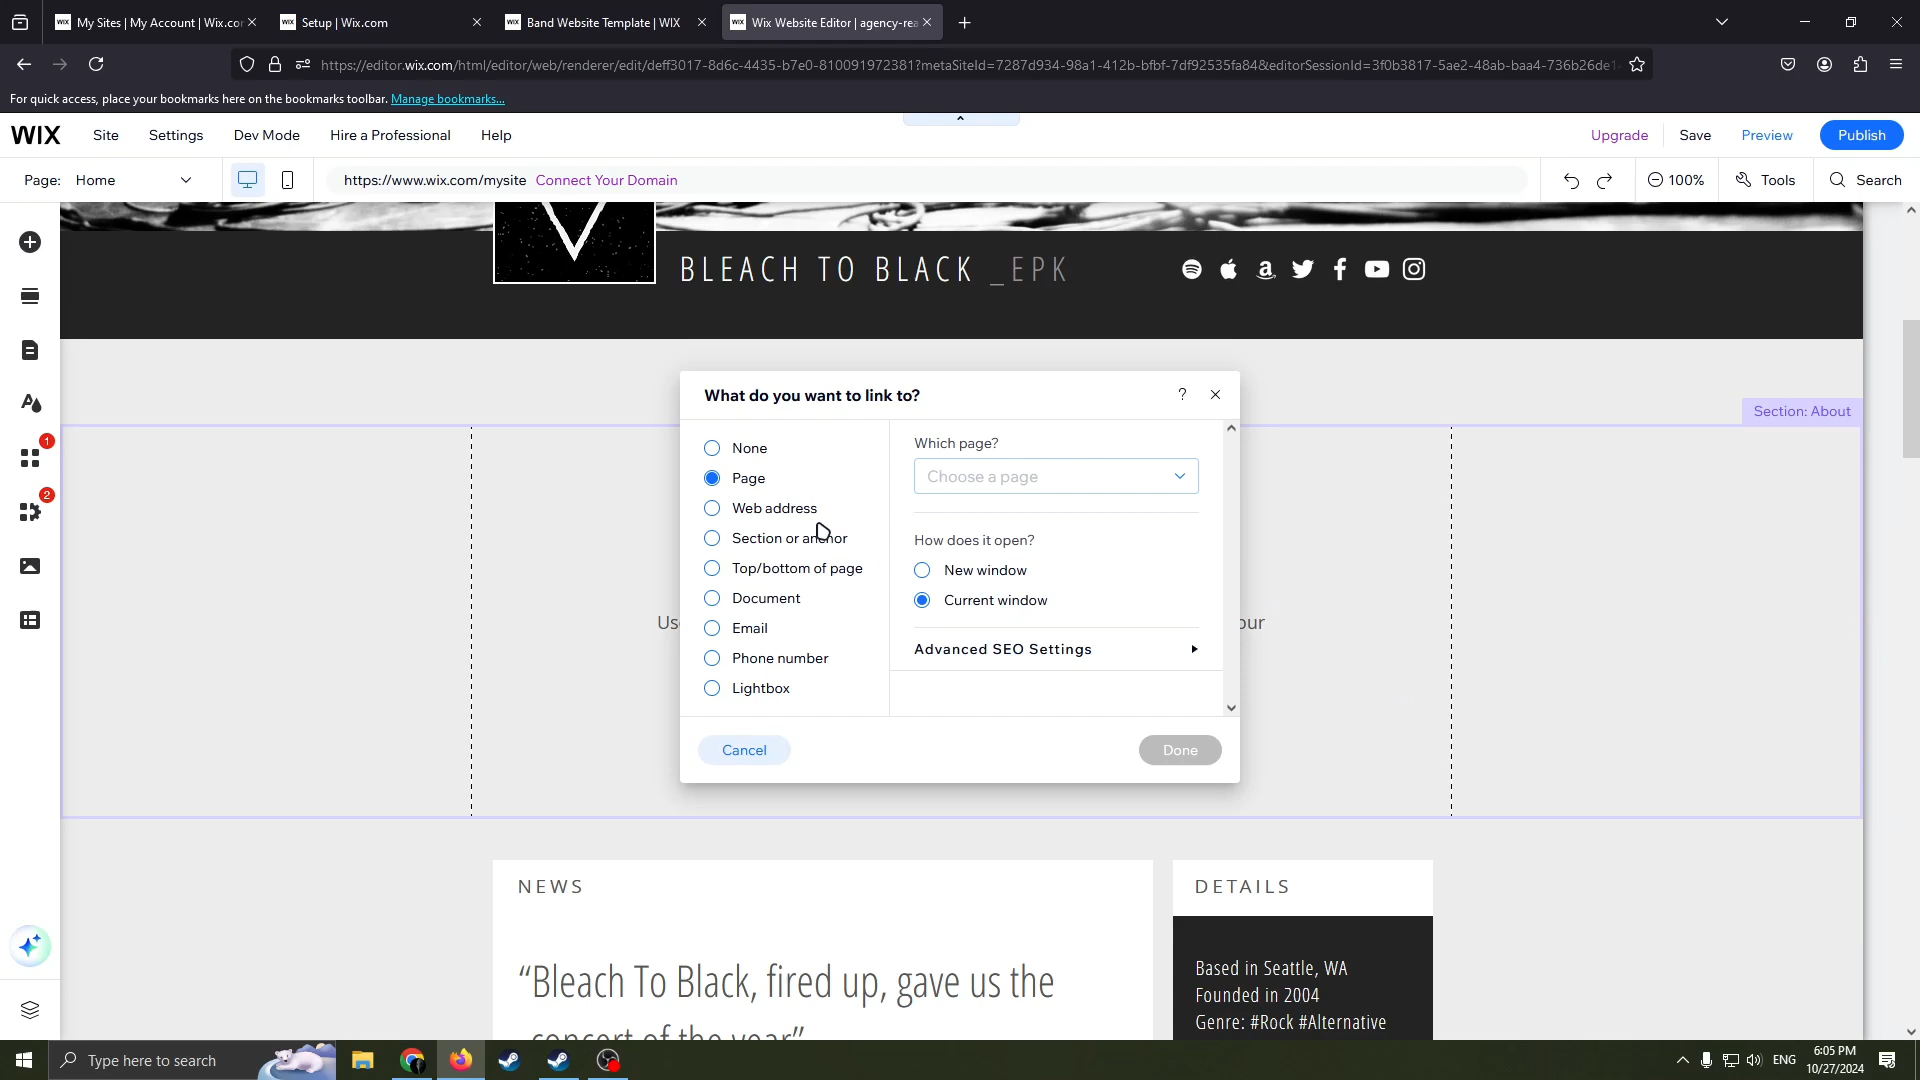 My Sites | My Account | Wix.co
Setup | Wix.com
Band Website Template | WIX
Wix Website Editor | agency-rea
https://editor.wix.com/html/editor/web/renderer/edit/deff3017-8d6c-4435-b7e0-810091972381?metaSiteId=7287d934-98a1-412b-bfbf-7df92535fa84&editorSessionId=3f0b3817-5ae2-48ab-baa4-736b26de1
For quick access, place your bookmarks here on the bookmarks toolbar. Manage bookmarks...
WIX Site Settings Dev Mode Hire a Professional Help Upgrade Save Preview Publish
Page: Home https://www.wix.com/mysite Connect Your Domain 100% Tools Search
BLEACH TO BLACK _EPK
What do you want to link to? ?
Section: About
None
Page
Web address
Section or anchor
Top/bottom of page
Document
Email
Phone number
Lightbox
Which page?
Choose a page
How does it open?
New window
Current window
Advanced SEO Settings
Cancel
Done
1
2
Us
our
NEWS
“Bleach To Black, fired up, gave us the
concert of the year”
DETAILS
Based in Seattle, WA
Founded in 2004
Genre: #Rock #Alternative
Type here to search
ENG
6:05 PM
10/27/2024